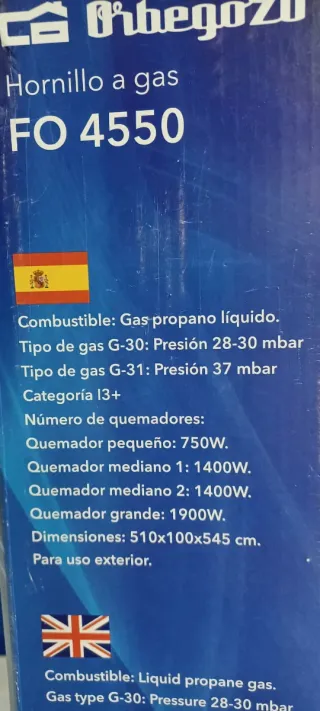 Orbegozo
Hornillo a gas
FO 4550
Combustible: Gas propano líquido.
Tipo de gas G-30: Presión 28-30 mbar
Tipo de gas G-31: Presión 37 mbar
Categoría I3+
Número de quemadores:
Quemador pequeño: 750W.
Quemador mediano 1: 1400W.
Quemador mediano 2: 1400W.
Quemador grande: 1900W.
Dimensiones: 510x100x545 cm.
Para uso exterior.
Combustible: Liquid propane gas.
Gas type G-30: Pressure 28-30 mbar